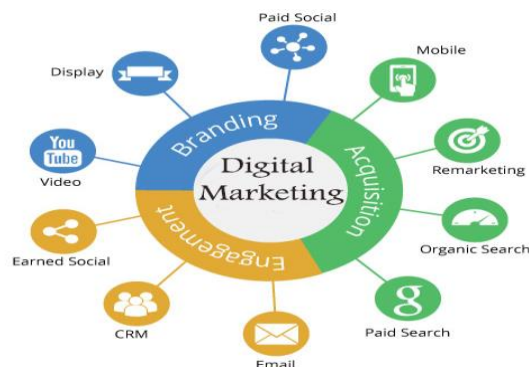 Paid Social
Mobile
Display
Branding
Remarketing
You
Tube
Digital
Marketing
Acquisition
Video
Organic Search
Earned Social
Engagement
g
CRM
Email
Paid Search